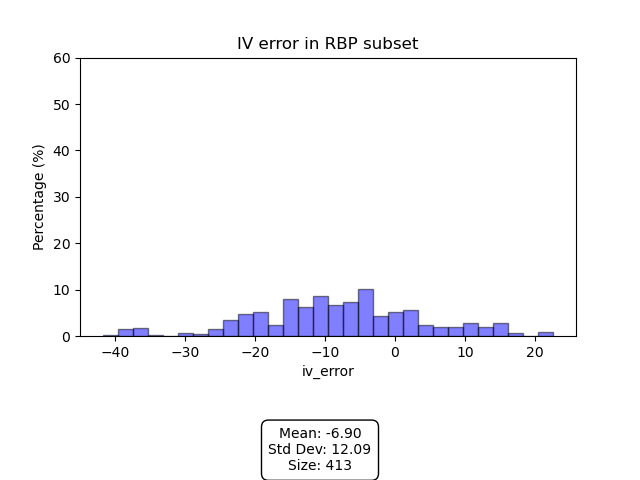 IV error in RBP subset
60
50
40
30
20
10
0
Percentage (%)
−40 −30 −20 −10 0 10 20
iv_error
Mean: -6.90
Std Dev: 12.09
Size: 413